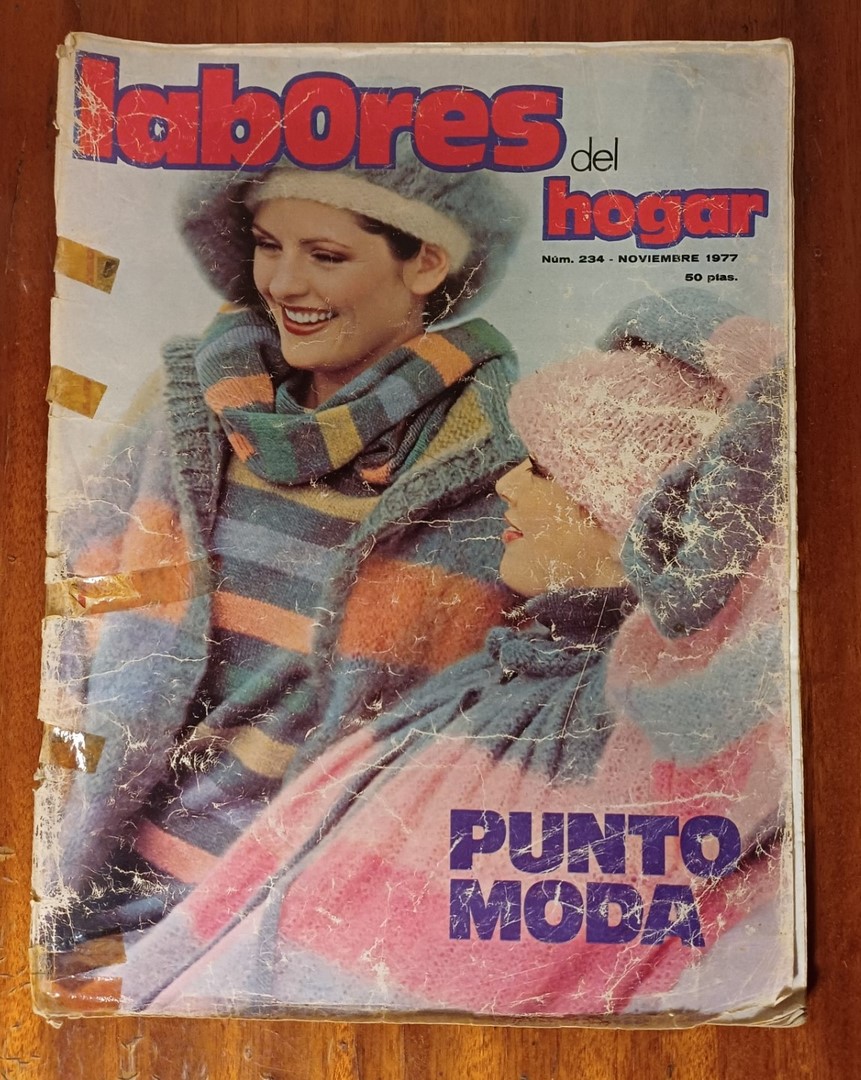 labores
del
hogar
Núm. 234 - NOVIEMBRE 1977
50 ptas.
PUNTO
MODA